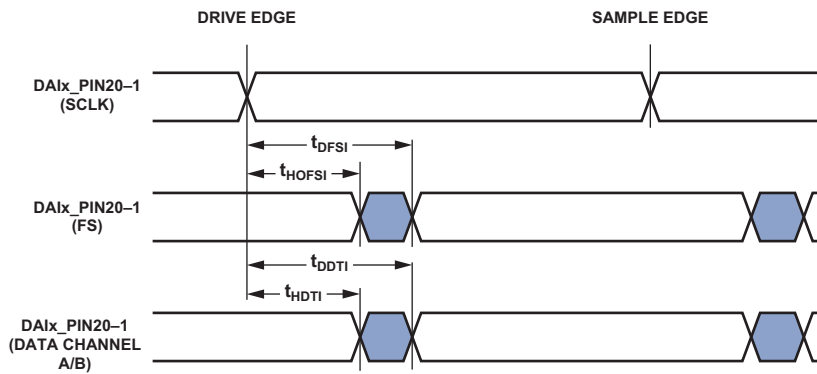 DRIVE EDGE
SAMPLE EDGE
DAIx_PIN20–1
(SCLK)
tDFSI
tHOFSI
DAIx_PIN20–1
(FS)
tDDTI
tHDTI
DAIx_PIN20–1
(DATA CHANNEL
A/B)